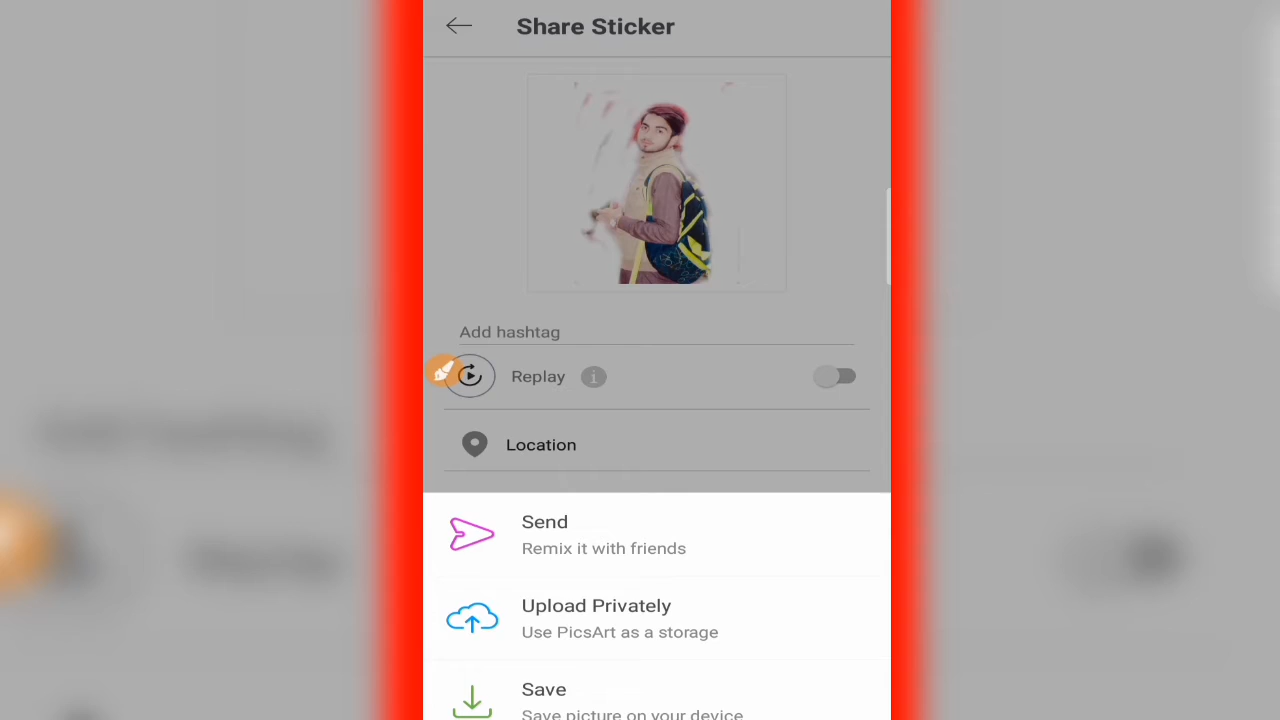 Share Sticker
Add hashtag
Replay
Location
Send
Remix it with friends
Upload Privately
Use PicsArt as a storage
Save
Save picture on your device